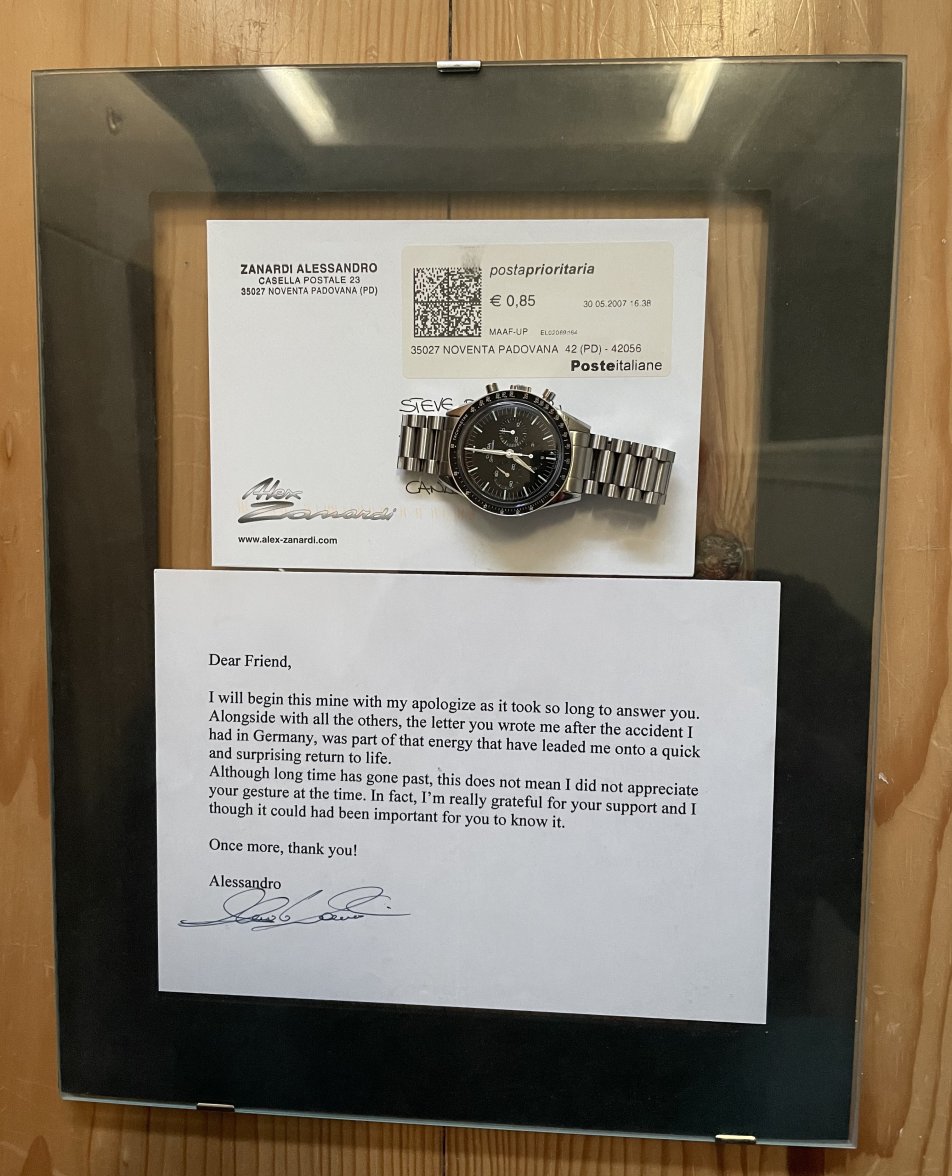 ZANARDI ALESSANDRO
CASELLA POSTALE 23
35027 NOVENTA PADOVANA (PD)
postaprioritaria
€ 0,85
30.05.2007 16.38
MAAF-UP
35027 NOVENTA PADOVANA 42 (PD) - 42056
Posteitaliane
STEVE
Alex
Zanardi
www.alex-zanardi.com
Dear Friend,
I will begin this mine with my apologize as it took so long to answer you.
Alongside with all the others, the letter you wrote me after the accident I
had in Germany, was part of that energy that have leaded me onto a quick
and surprising return to life.
Although long time has gone past, this does not mean I did not appreciate
your gesture at the time. In fact, I'm really grateful for your support and I
though it could had been important for you to know it.
Once more, thank you!
Alessandro